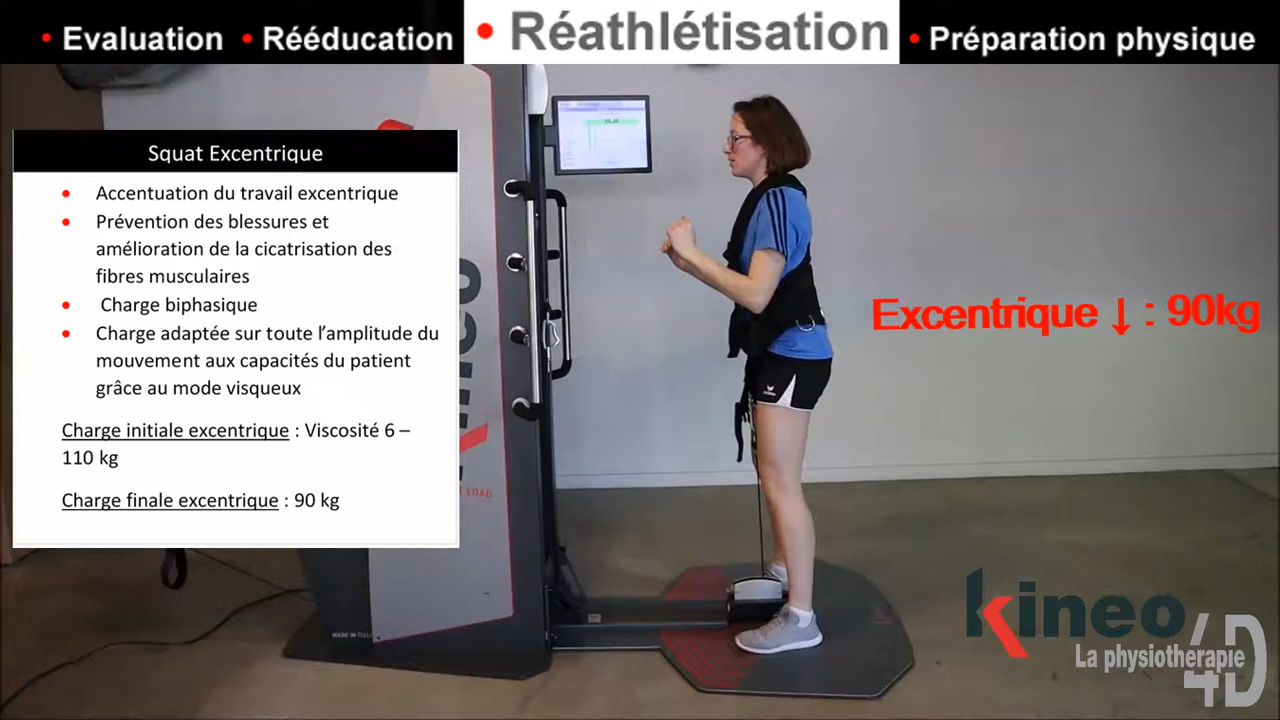 • Evaluation • Rééducation • Réathlétisation • Préparation physique
Squat Excentrique
• Accentuation du travail excentrique
• Prévention des blessures et
amélioration de la cicatrisation des
fibres musculaires
• Charge biphasique
• Charge adaptée sur toute l’amplitude du
mouvement aux capacités du patient
grâce au mode visqueux
Charge initiale excentrique : Viscosité 6 –
110 kg
Charge finale excentrique : 90 kg
Excentrique ↓ : 90kg
LOAD
MADE IN ITALY
kineo
La physiotherapie
4D